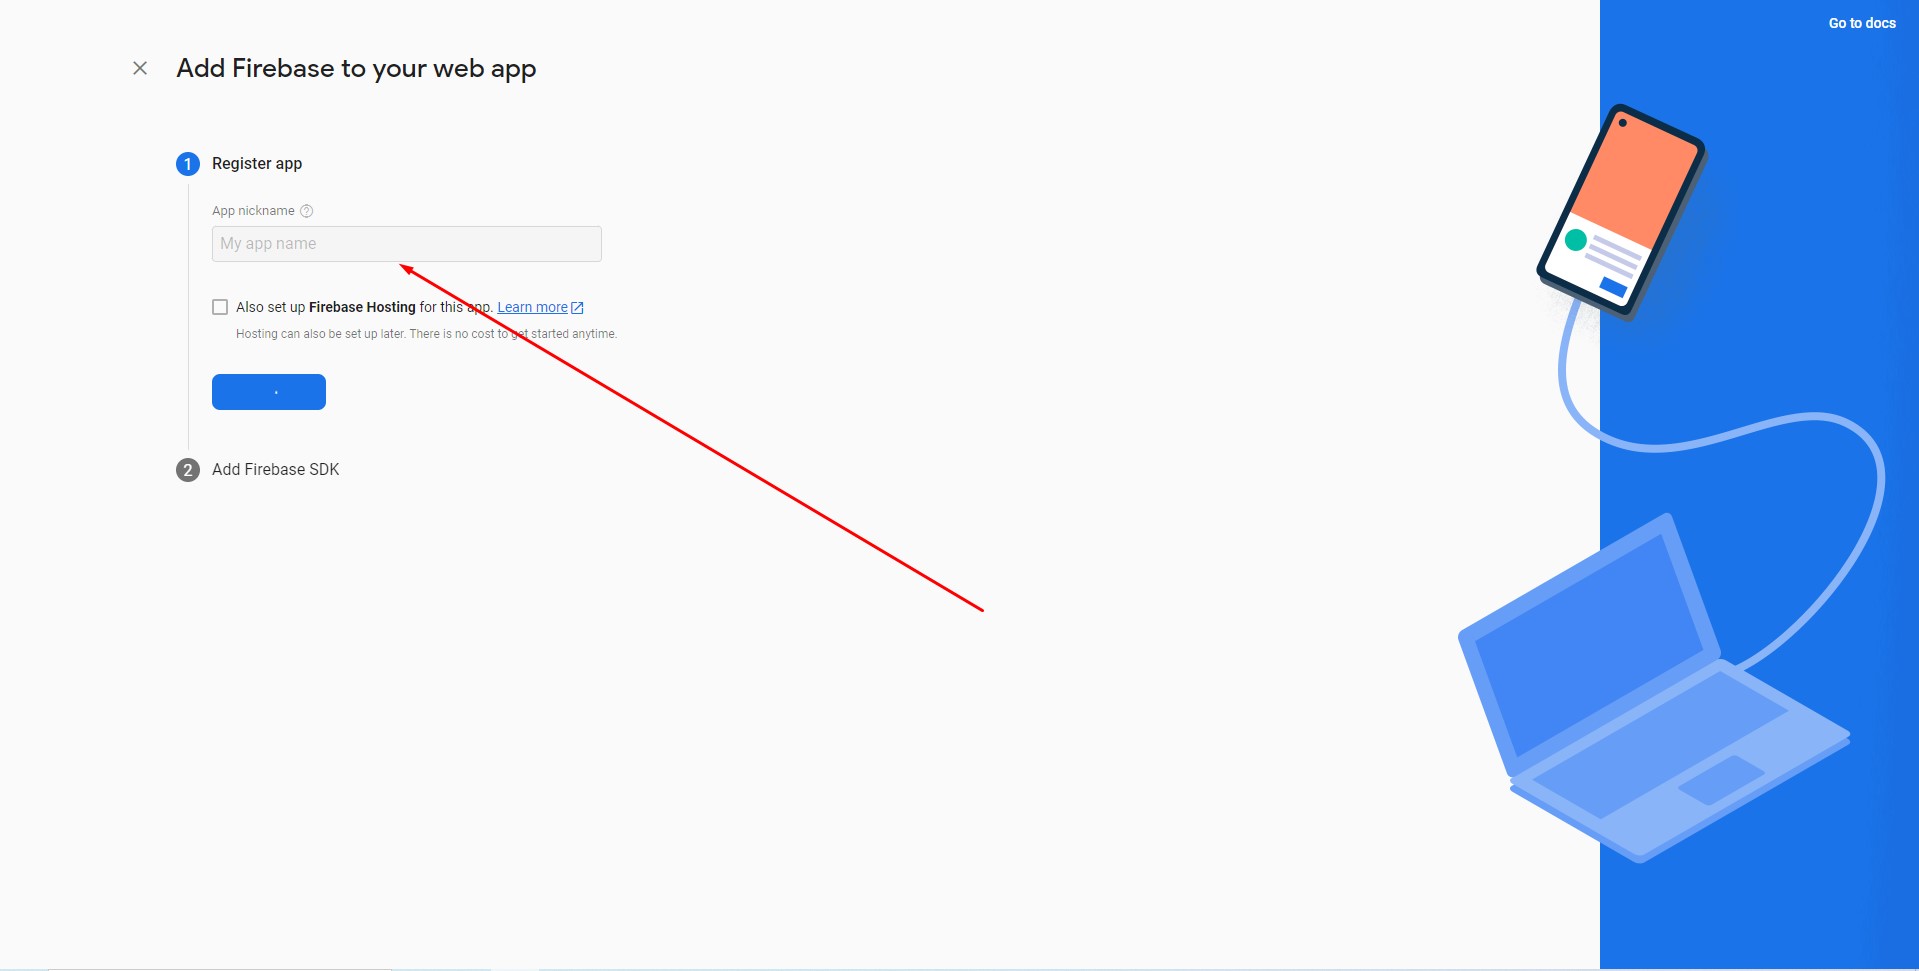 Go to docs
Add Firebase to your web app
1 Register app
App nickname ?
My app name
Also set up Firebase Hosting for this app. Learn more
Hosting can also be set up later. There is no cost to get started anytime.
2 Add Firebase SDK